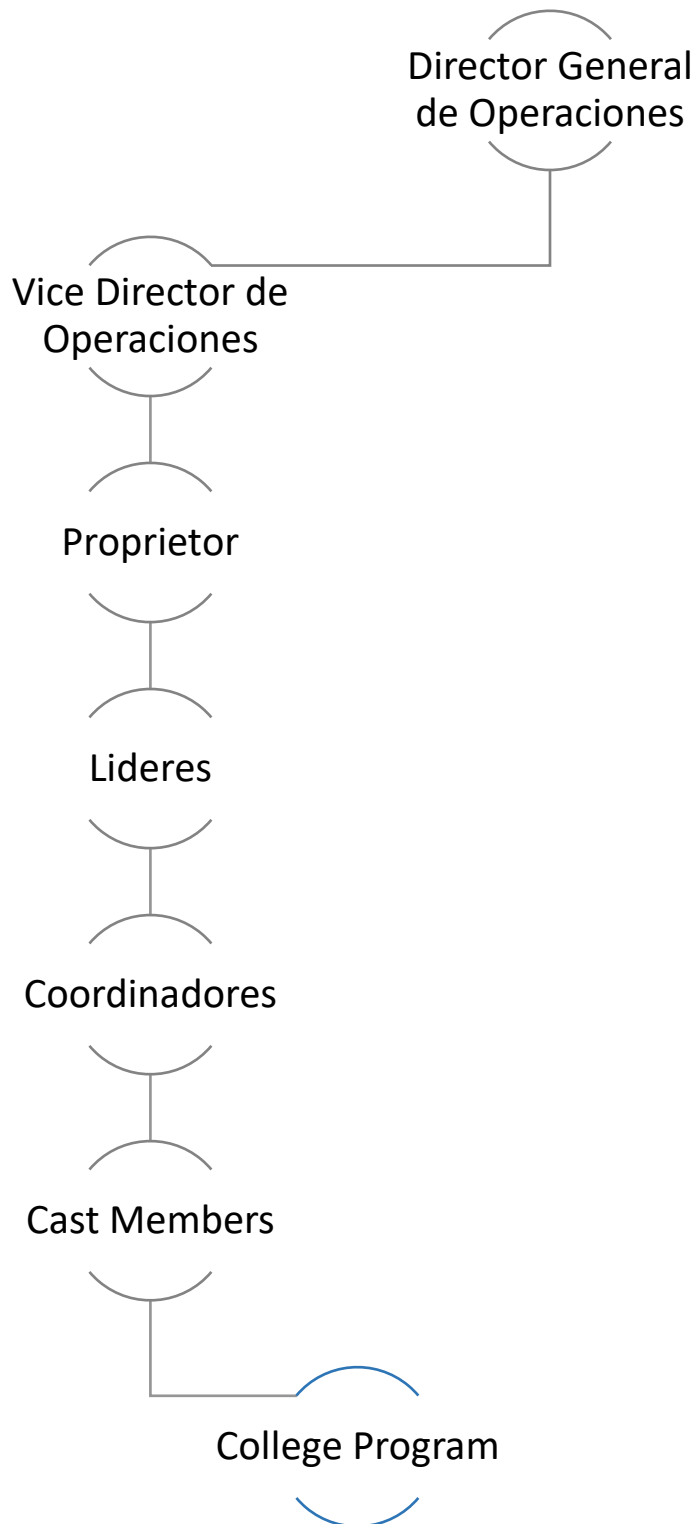 Director General
de Operaciones
Vice Director de
Operaciones
Proprietor
Lideres
Coordinadores
Cast Members
College Program